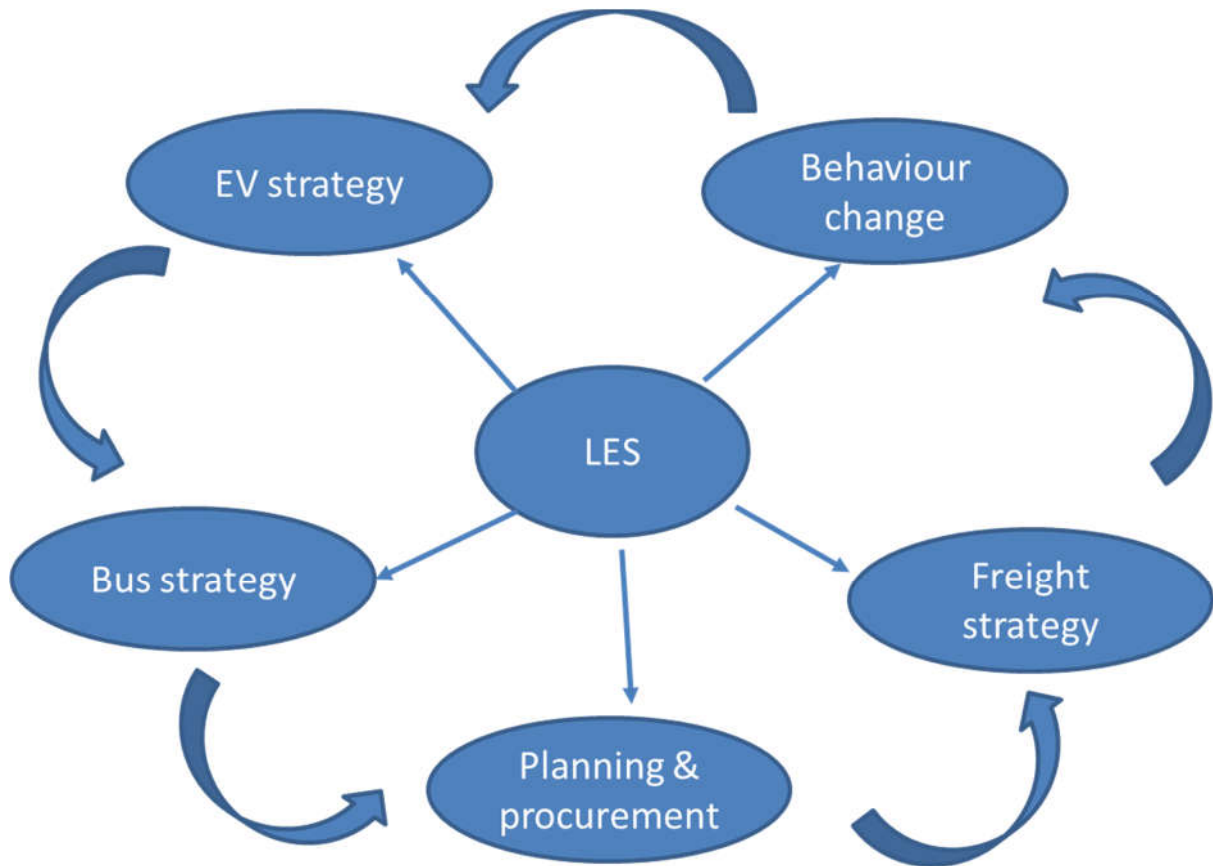 EV strategy
Behaviour
change
LES
Bus strategy
Freight
strategy
Planning &
procurement